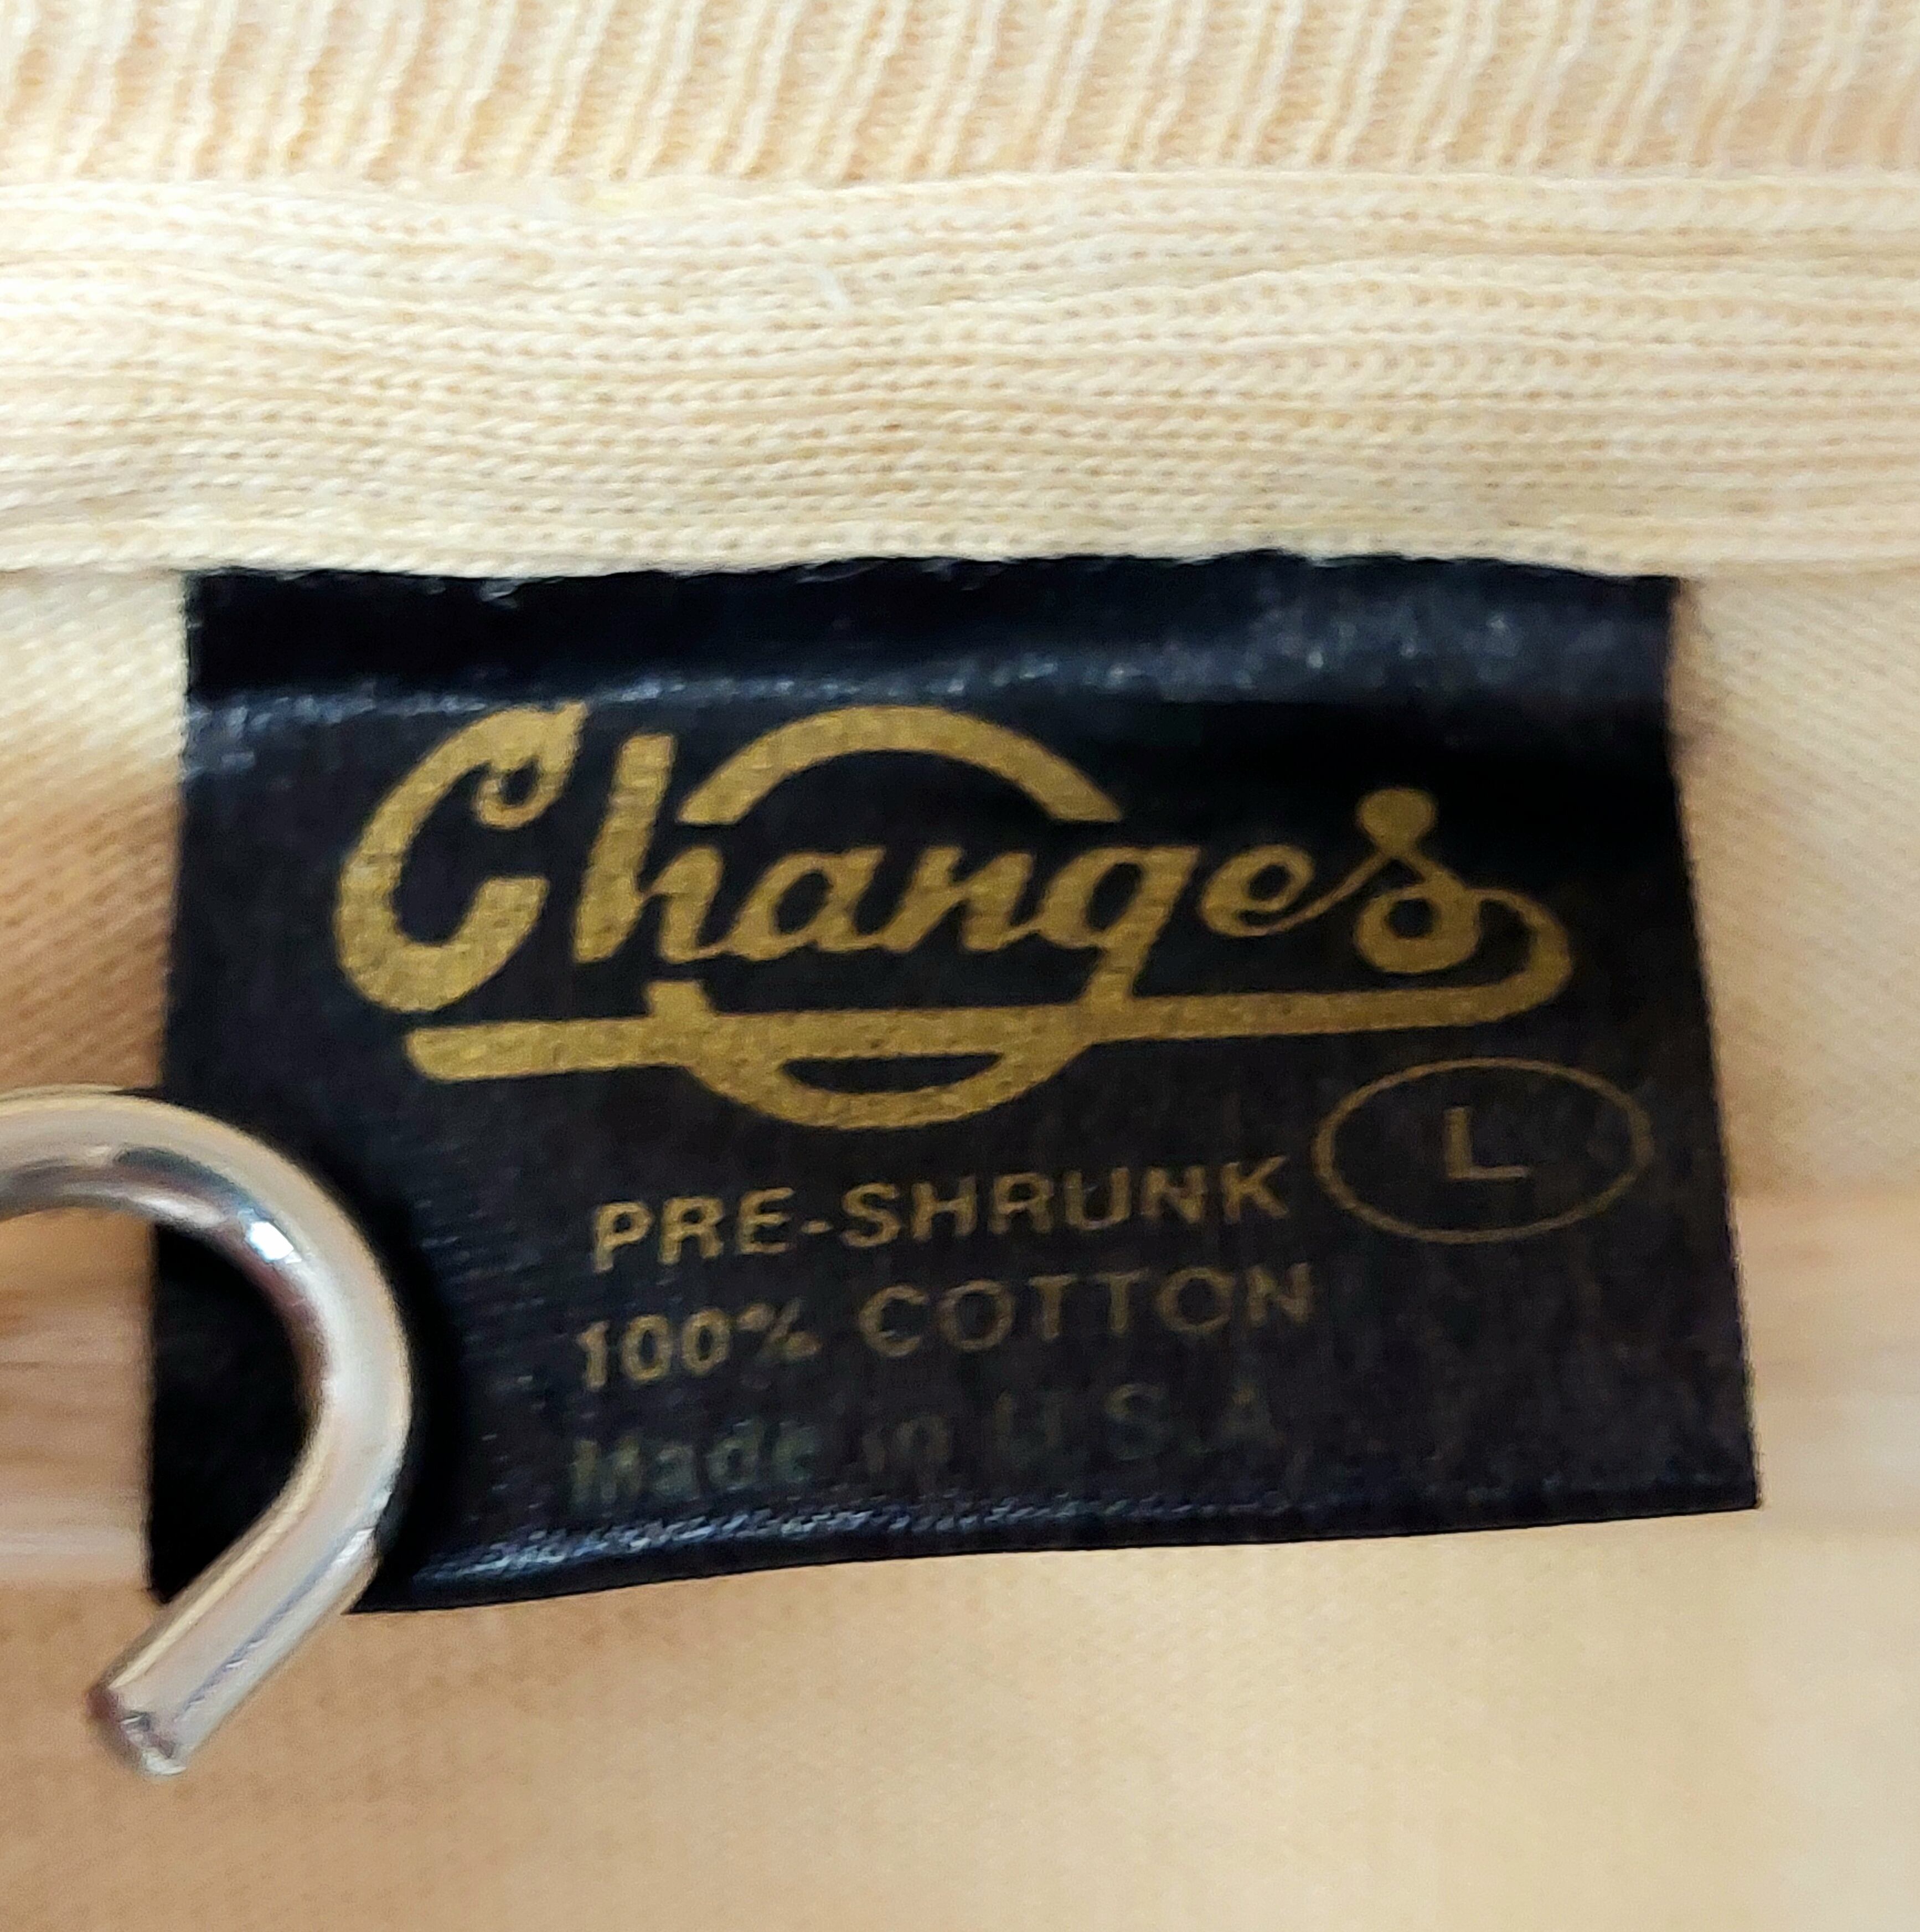 Changes
L
PRE-SHRUNK
100% COTTON
Made in U.S.A.